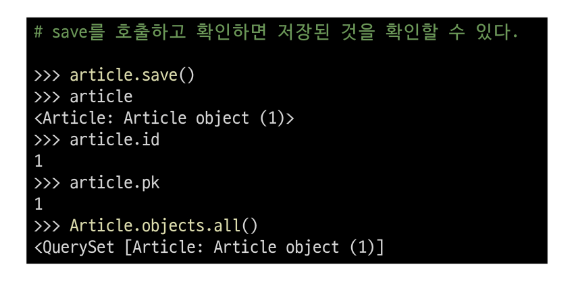 # save를 호출하고 확인하면 저장된 것을 확인할 수 있다.
>>> article.save()
>>> article
<Article: Article object (1)>
>>> article.id
1
>>> article.pk
1
>>> Article.objects.all()
<QuerySet [Article: Article object (1)]